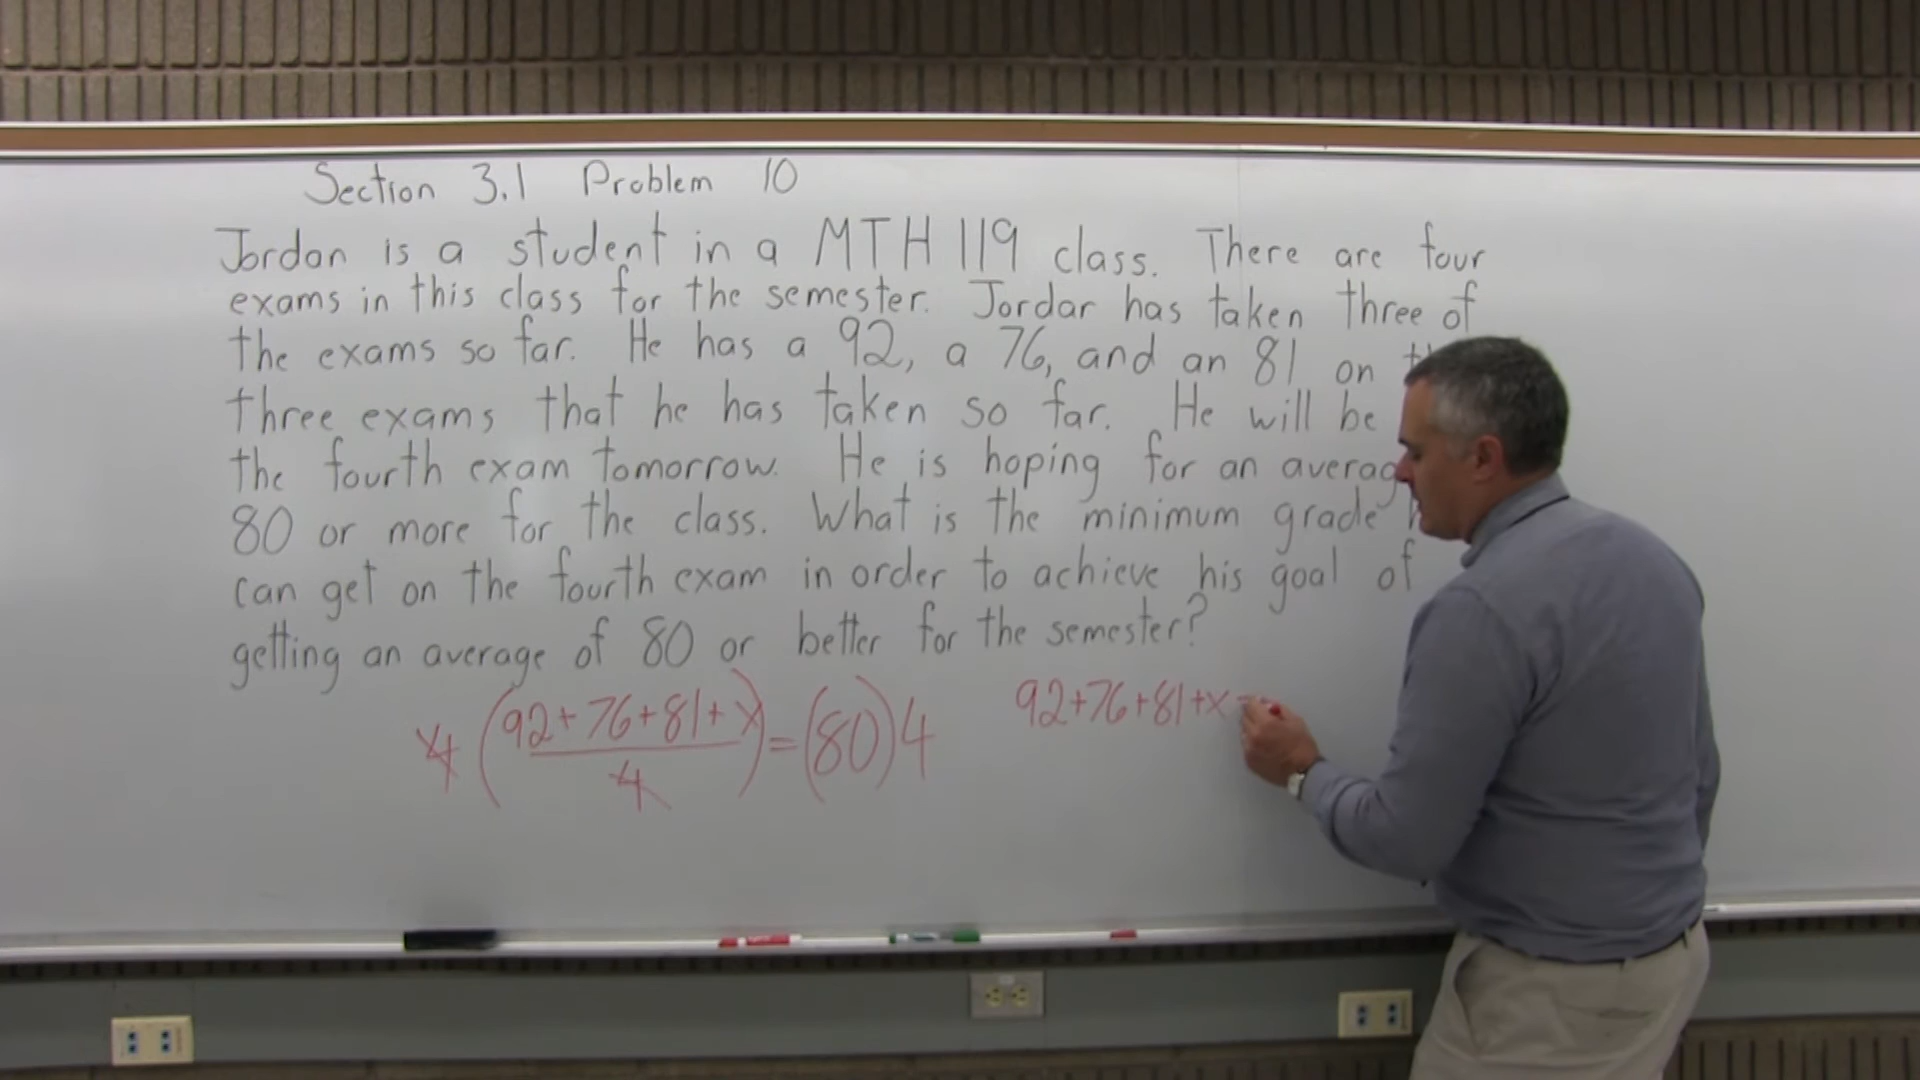 Section 3.1 Problem 10
Jordan is a student in a MTH 119 class. There are four
exams in this class for the semester. Jordan has taken three of
the exams so far. He has a 92, a 76, and an 81 on
three exams that he has taken so far. He will be
the fourth exam tomorrow. He is hoping for an
80 or more for the class. What is the minimum grade
can get on the fourth exam in order to achieve his goal of
getting an average of 80 or better for the semester?
4 (92+76+81+x / 4) = (80)4
92+76+81+x